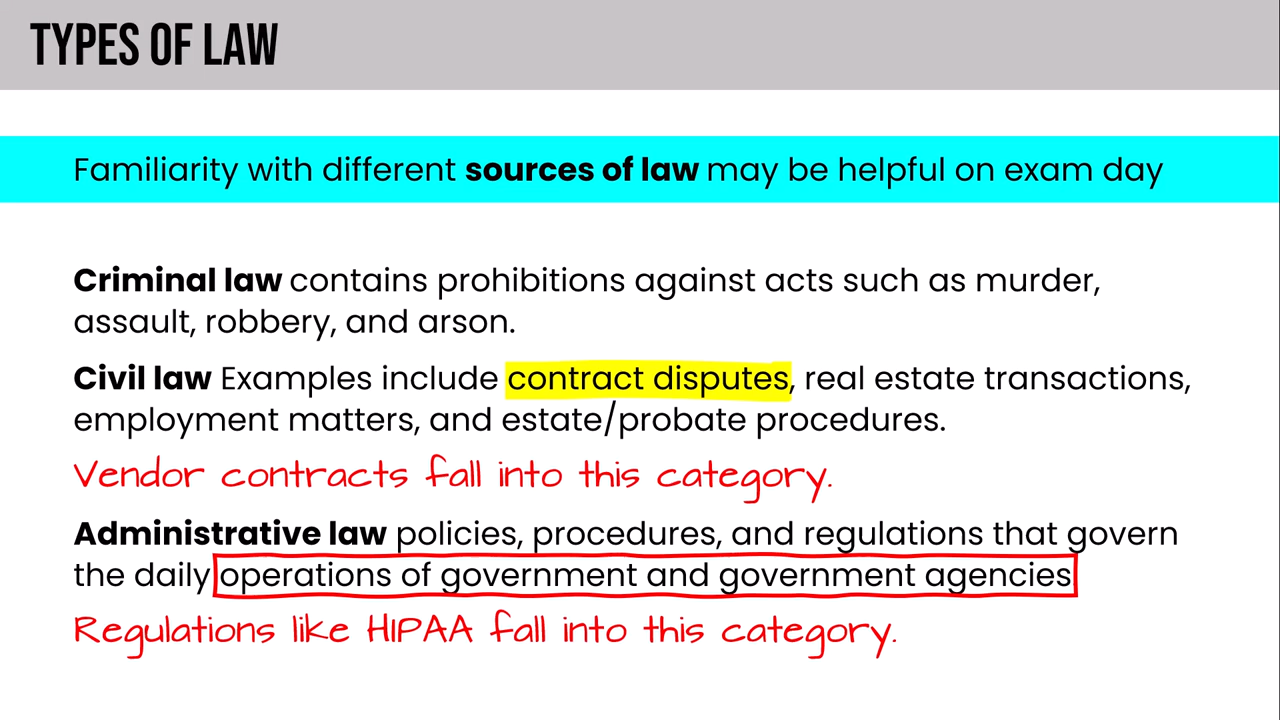 TYPES OF LAW
Familiarity with different sources of law may be helpful on exam day
Criminal law contains prohibitions against acts such as murder,
assault, robbery, and arson.
Civil law Examples include contract disputes, real estate transactions,
employment matters, and estate/probate procedures.
Vendor contracts fall into this category.
Administrative law policies, procedures, and regulations that govern
the daily operations of government and government agencies
Regulations like HIPAA fall into this category.